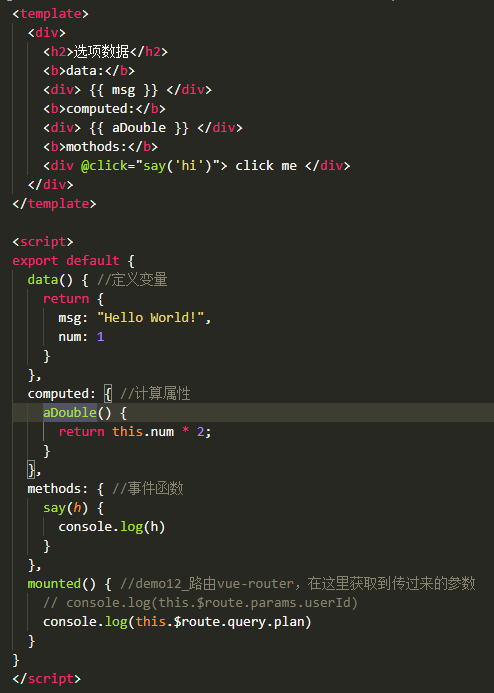 <template>
  <div>
    <h2>选项数据</h2>
    <b>data:</b>
    <div> {{ msg }} </div>
    <b>computed:</b>
    <div> {{ aDouble }} </div>
    <b>mothods:</b>
    <div @click="say('hi')"> click me </div>
  </div>
</template>

<script>
export default {
  data() { //定义变量
    return {
      msg: "Hello World!",
      num: 1
    }
  },
  computed: { //计算属性
    aDouble() {
      return this.num * 2;
    }
  },
  methods: { //事件函数
    say(h) {
      console.log(h)
    }
  },
  mounted() { //demo12_路由vue-router，在这里获取到传过来的参数
    // console.log(this.$route.params.userId)
    console.log(this.$route.query.plan)
  }
}
</script>